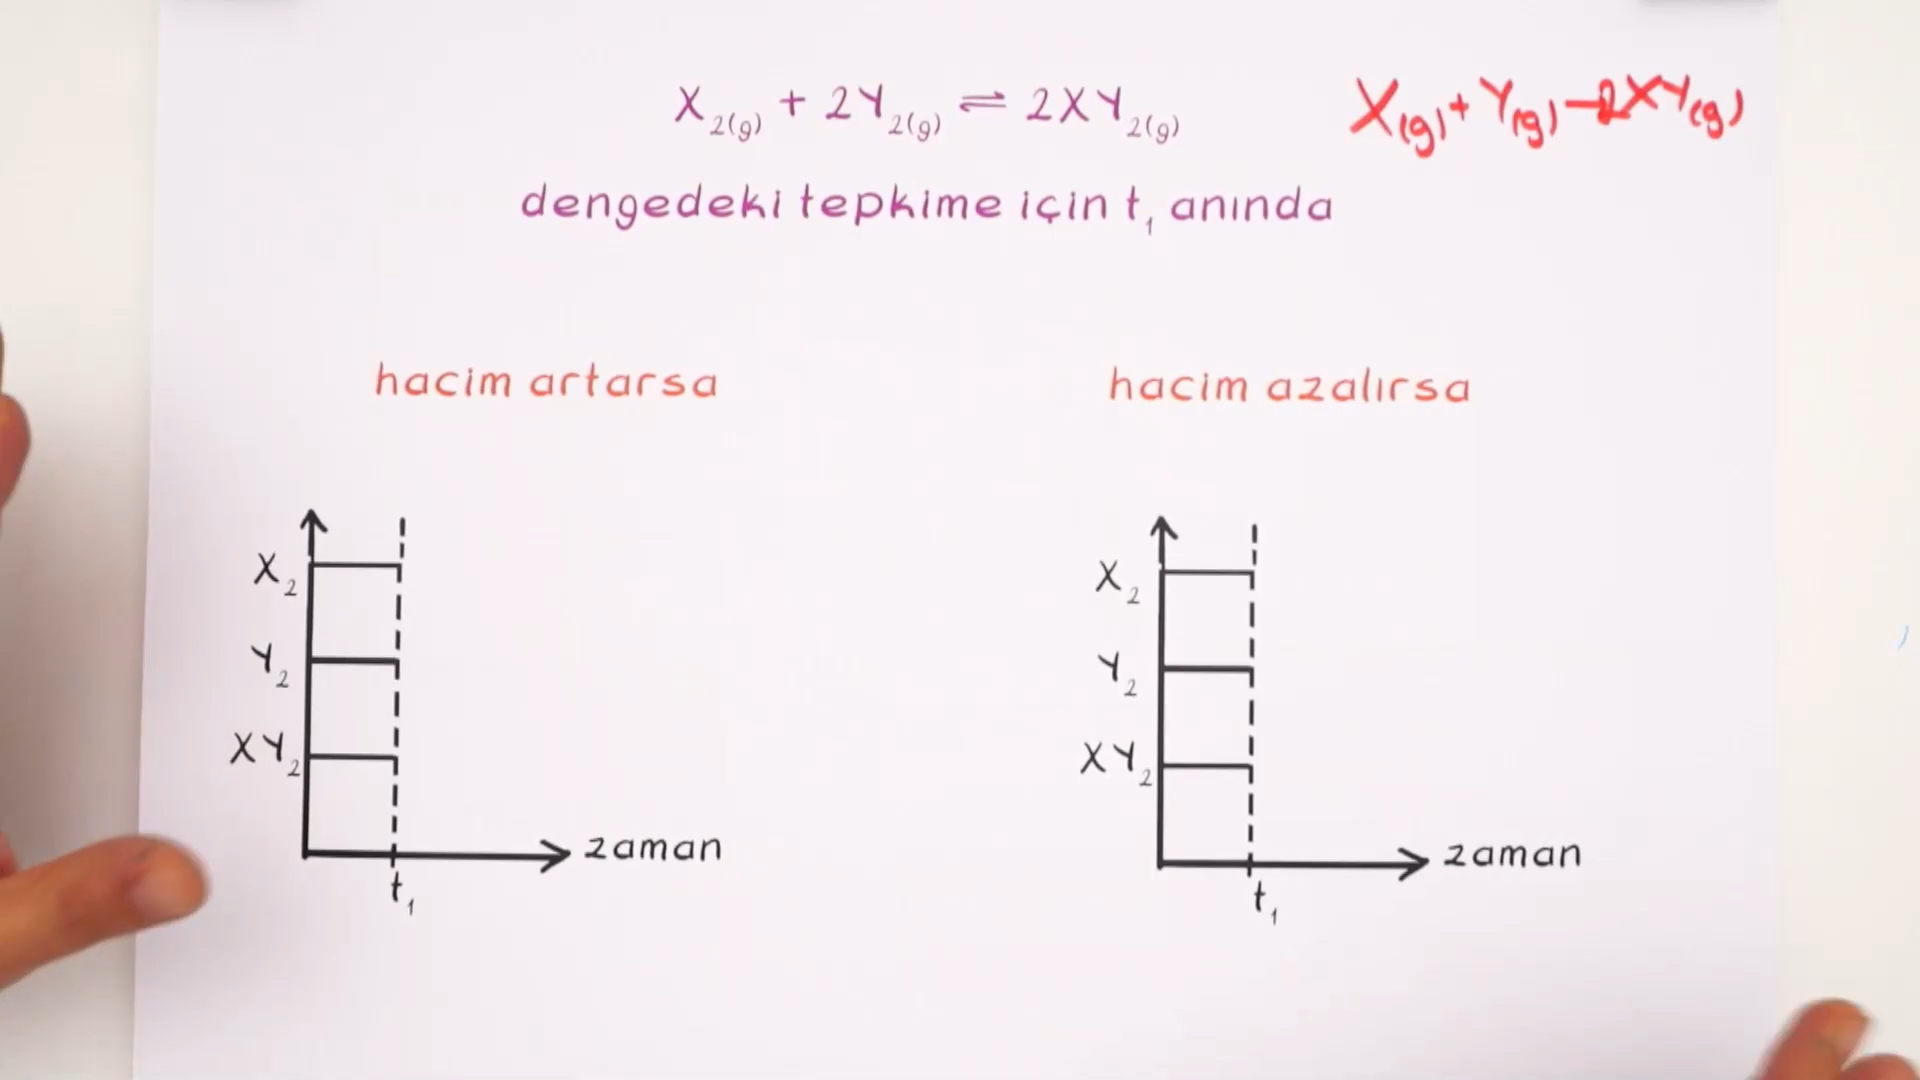 X₂(g) + 2Y₂(g) ⇌ 2XY₂(g)
X(g) + Y(g) → 2XY(g)
dengedeki tepkime için t₁ anında
hacim artarsa
hacim azalırsa
X₂
Y₂
XY₂
zaman
t₁
X₂
Y₂
XY₂
zaman
t₁